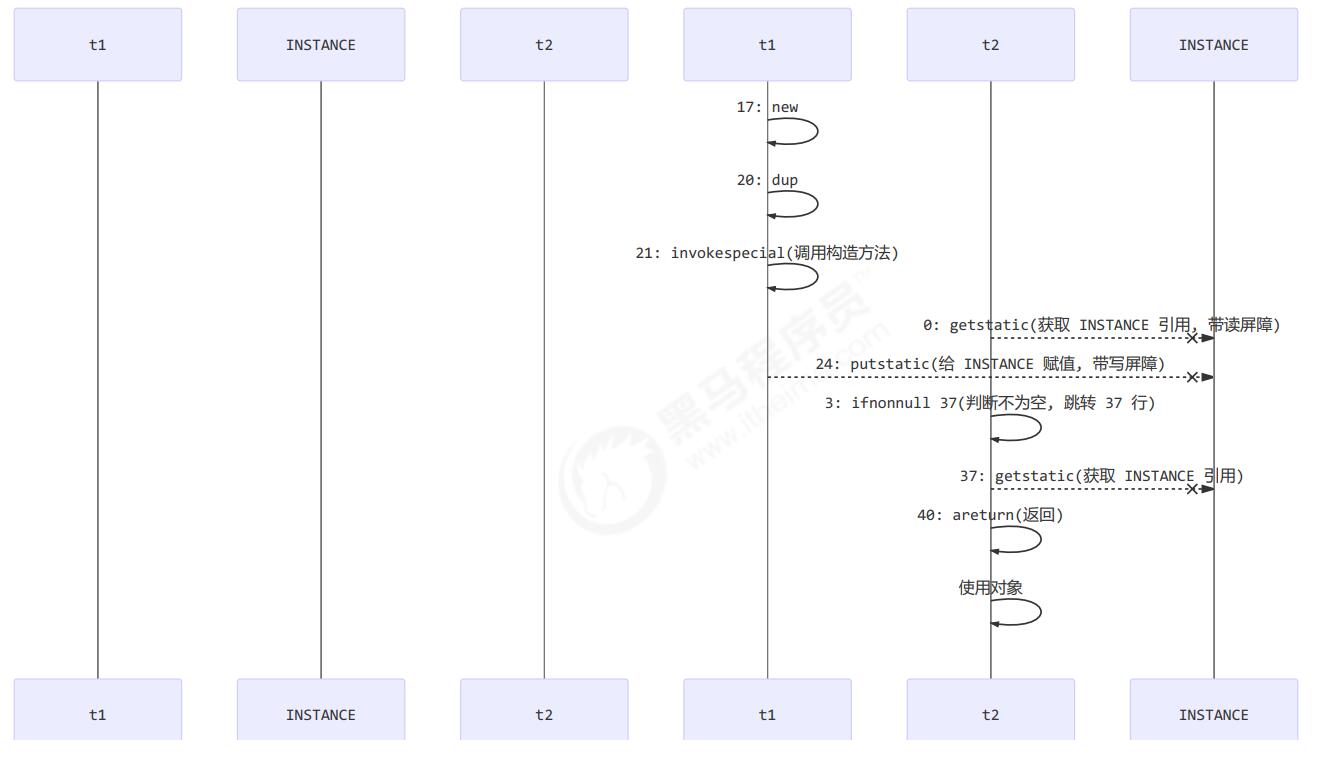 t1
INSTANCE
t2
t1
t2
INSTANCE
17: new
20: dup
21: invokespecial(调用构造方法)
0: getstatic(获取 INSTANCE 引用, 带读屏障)
24: putstatic(给 INSTANCE 赋值, 带写屏障)
3: ifnonnull 37(判断不为空, 跳转 37 行)
37: getstatic(获取 INSTANCE 引用)
40: areturn(返回)
使用对象
黑马程序员™
www.itheima.com
t1
INSTANCE
t2
t1
t2
INSTANCE